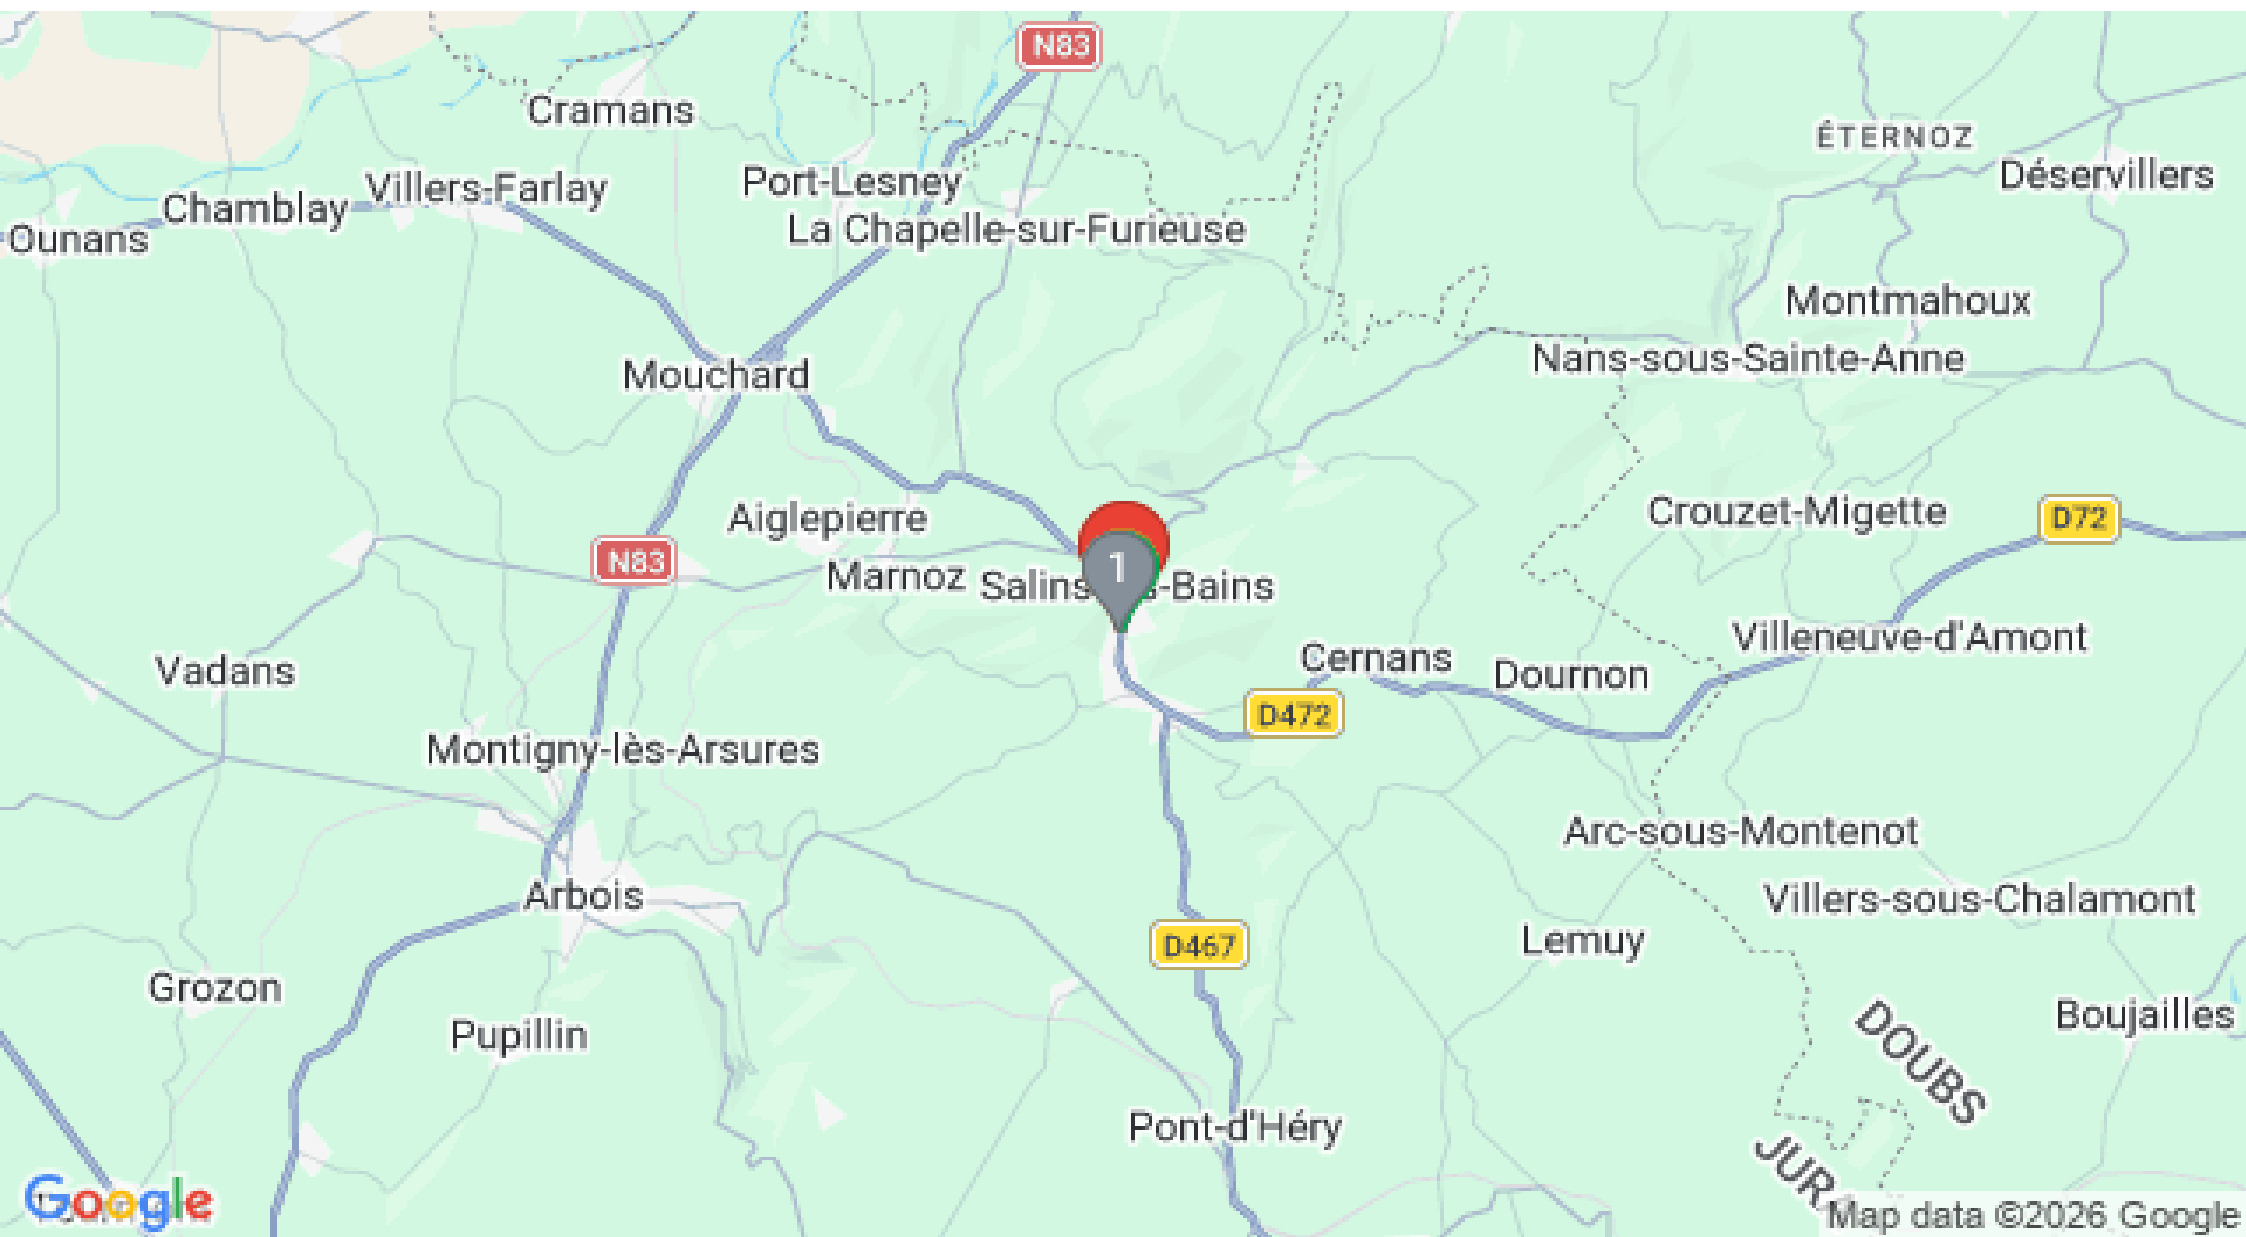 N83
Cramans
ÉTERNOZ
Déservillers
Port-Lesney
Villers-Farlay
Chamblay
La Chapelle-sur-Furieuse
Ounans
Montmahoux
Nans-sous-Sainte-Anne
Mouchard
Aiglepierre
Crouzet-Migette
D72
N83
1
Marnoz
Salins
s-Bains
Villeneuve-d'Amont
Cernans
Dournon
Vadans
D472
Montigny-lès-Arsures
Arc-sous-Montenot
Arbois
Villers-sous-Chalamont
Lemuy
D467
Grozon
Boujailles
Pupillin
DOUBS
Pont-d'Héry
JURA
Google
Map data ©2026 Google